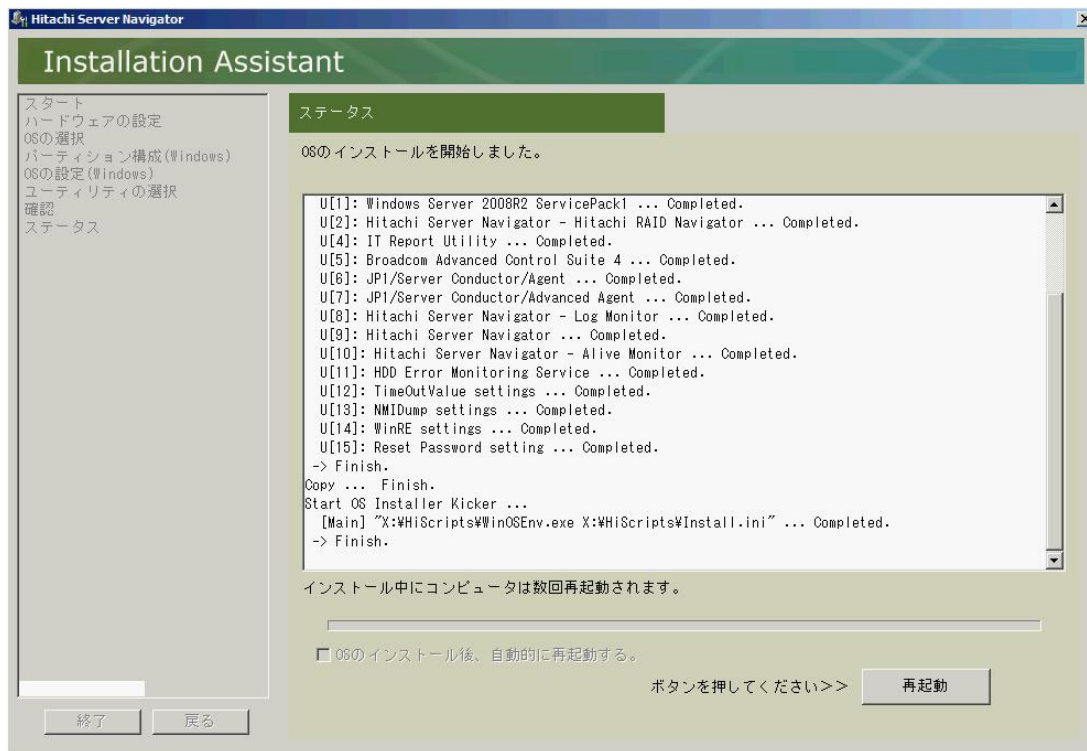 Hitachi Server Navigator
Installation Assistant
スタート
ハードウェアの設定
OSの選択
パーティション構成(Windows)
OSの設定(Windows)
ユーティリティの選択
確認
ステータス
ステータス
OSのインストールを開始しました。
U[1]: Windows Server 2008R2 ServicePack1 ... Completed.
U[2]: Hitachi Server Navigator - Hitachi RAID Navigator ... Completed.
U[4]: IT Report Utility ... Completed.
U[5]: Broadcom Advanced Control Suite 4 ... Completed.
U[6]: JP1/Server Conductor/Agent ... Completed.
U[7]: JP1/Server Conductor/Advanced Agent ... Completed.
U[8]: Hitachi Server Navigator - Log Monitor ... Completed.
U[9]: Hitachi Server Navigator ... Completed.
U[10]: Hitachi Server Navigator - Alive Monitor ... Completed.
U[11]: HDD Error Monitoring Service ... Completed.
U[12]: TimeOutValue settings ... Completed.
U[13]: NMIDump settings ... Completed.
U[14]: WinRE settings ... Completed.
U[15]: Reset Password setting ... Completed.
-> Finish.
Copy ... Finish.
Start OS Installer Kicker ...
[Main] "X:¥HiScripts¥WinOSEnv.exe X:¥HiScripts¥Install.ini" ... Completed.
-> Finish.
インストール中にコンピュータは数回再起動されます。
OSのインストール後、自動的に再起動する。
ボタンを押してください>> 再起動
終了 戻る